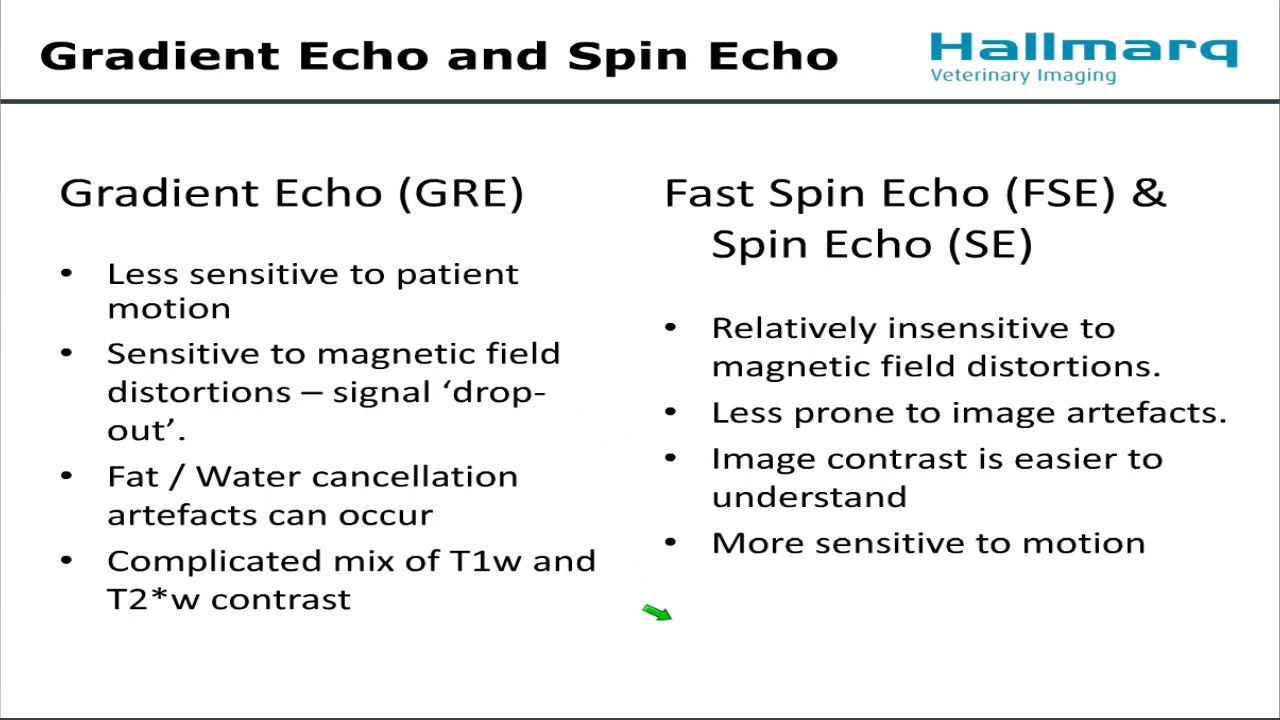 Gradient Echo and Spin Echo
Hallmarq
Veterinary Imaging
Gradient Echo (GRE)
• Less sensitive to patient
motion
• Sensitive to magnetic field
distortions – signal ‘drop-
out’.
• Fat / Water cancellation
artefacts can occur
• Complicated mix of T1w and
T2*w contrast
Fast Spin Echo (FSE) &
Spin Echo (SE)
• Relatively insensitive to
magnetic field distortions.
• Less prone to image artefacts.
• Image contrast is easier to
understand
• More sensitive to motion